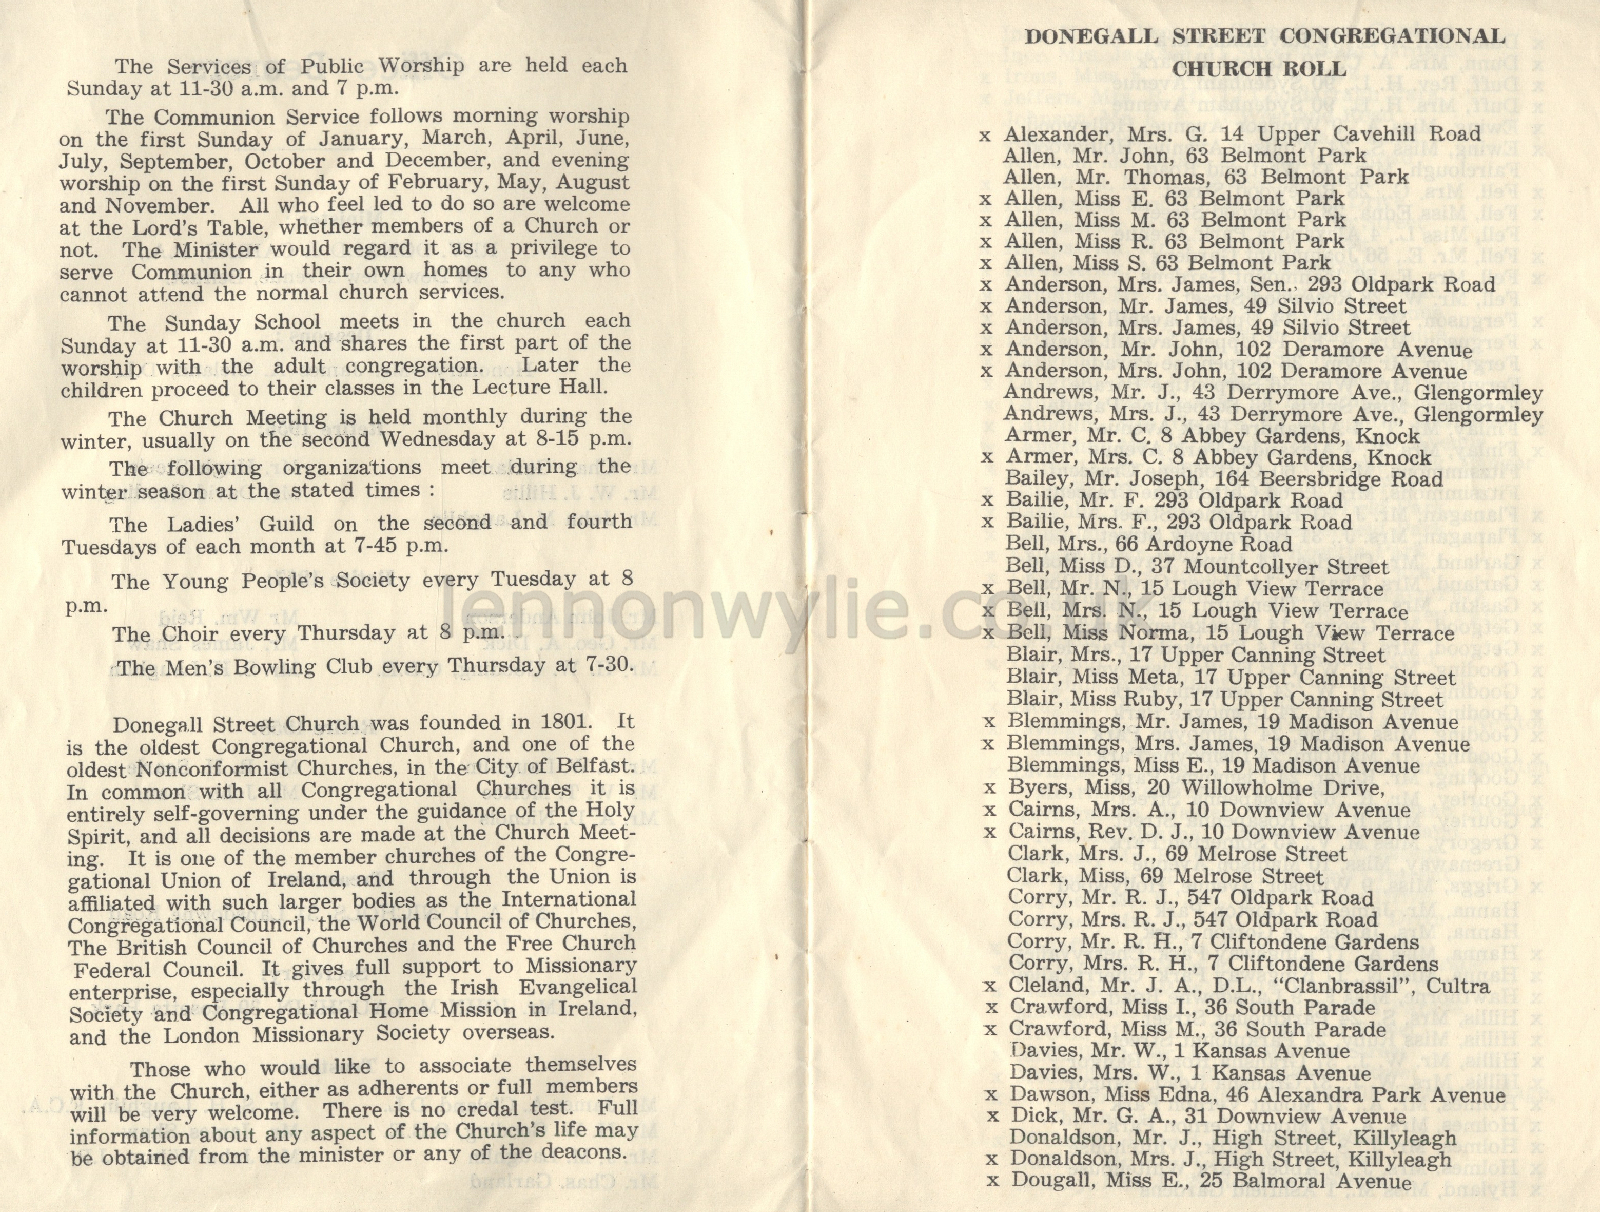 The Services of Public Worship are held each
Sunday at 11-30 a.m. and 7 p.m.
The Communion Service follows morning worship
on the first Sunday of January, March, April, June,
July, September, October and December, and evening
worship on the first Sunday of February, May, August
and November. All who feel led to do so are welcome
at the Lord's Table, whether members of a Church or
not. The Minister would regard it as a privilege to
serve Communion in their own homes to any who
cannot attend the normal church services.
The Sunday School meets in the church each
Sunday at 11-30 a.m. and shares the first part of the
worship with the adult congregation. Later the
children proceed to their classes in the Lecture Hall.
The Church Meeting is held monthly during the
winter, usually on the second Wednesday at 8-15 p.m.
The following organizations meet during the
winter season at the stated times :
The Ladies' Guild on the second and fourth
Tuesdays of each month at 7-45 p.m.
The Young People's Society every Tuesday at 8
p.m.
The Choir every Thursday at 8 p.m.
The Men's Bowling Club every Thursday at 7-30.
Donegall Street Church was founded in 1801. It
is the oldest Congregational Church, and one of the
oldest Nonconformist Churches, in the City of Belfast.
In common with all Congregational Churches it is
entirely self-governing under the guidance of the Holy
Spirit, and all decisions are made at the Church Meet-
ing. It is one of the member churches of the Congre-
gational Union of Ireland, and through the Union is
affiliated with such larger bodies as the International
Congregational Council, the World Council of Churches,
The British Council of Churches and the Free Church
Federal Council. It gives full support to Missionary
enterprise, especially through the Irish Evangelical
Society and Congregational Home Mission in Ireland,
and the London Missionary Society overseas.
Those who would like to associate themselves
with the Church, either as adherents or full members
will be very welcome. There is no credal test. Full
information about any aspect of the Church's life may
be obtained from the minister or any of the deacons.
DONEGALL STREET CONGREGATIONAL
CHURCH ROLL
x Alexander, Mrs. G. 14 Upper Cavehill Road
Allen, Mr. John, 63 Belmont Park
Allen, Mr. Thomas, 63 Belmont Park
x Allen, Miss E. 63 Belmont Park
x Allen, Miss M. 63 Belmont Park
x Allen, Miss R. 63 Belmont Park
x Allen, Miss S. 63 Belmont Park
x Anderson, Mrs. James, Sen., 293 Oldpark Road
x Anderson, Mr. James, 49 Silvio Street
x Anderson, Mrs. James, 49 Silvio Street
x Anderson, Mr. John, 102 Deramore Avenue
x Anderson, Mrs. John, 102 Deramore Avenue
Andrews, Mr. J., 43 Derrymore Ave., Glengormley
Andrews, Mrs. J., 43 Derrymore Ave., Glengormley
Armer, Mr. C. 8 Abbey Gardens, Knock
x Armer, Mrs. C. 8 Abbey Gardens, Knock
Bailey, Mr. Joseph, 164 Beersbridge Road
x Bailie, Mr. F. 293 Oldpark Road
x Bailie, Mrs. F., 293 Oldpark Road
Bell, Mrs., 66 Ardoyne Road
Bell, Miss D., 37 Mountcollyer Street
x Bell, Mr. N., 15 Lough View Terrace
x Bell, Mrs. N., 15 Lough View Terrace
x Bell, Miss Norma, 15 Lough View Terrace
Blair, Mrs., 17 Upper Canning Street
Blair, Miss Meta, 17 Upper Canning Street
Blair, Miss Ruby, 17 Upper Canning Street
x Blemmings, Mr. James, 19 Madison Avenue
x Blemmings, Mrs. James, 19 Madison Avenue
Blemmings, Miss E., 19 Madison Avenue
x Byers, Miss, 20 Willowholme Drive,
x Cairns, Mrs. A., 10 Downview Avenue
x Cairns, Rev. D. J., 10 Downview Avenue
Clark, Mrs. J., 69 Melrose Street
Clark, Miss, 69 Melrose Street
Corry, Mr. R. J., 547 Oldpark Road
Corry, Mrs. R. J., 547 Oldpark Road
Corry, Mr. R. H., 7 Cliftondene Gardens
Corry, Mrs. R. H., 7 Cliftondene Gardens
x Cleland, Mr. J. A., D.L., "Clanbrassil", Cultra
x Crawford, Miss I., 36 South Parade
x Crawford, Miss M., 36 South Parade
Davies, Mr. W., 1 Kansas Avenue
Davies, Mrs. W., 1 Kansas Avenue
x Dawson, Miss Edna, 46 Alexandra Park Avenue
x Dick, Mr. G. A., 31 Downview Avenue
Donaldson, Mr. J., High Street, Killyleagh
x Donaldson, Mrs. J., High Street, Killyleagh
x Dougall, Miss E., 25 Balmoral Avenue
lennonwylie.co.uk